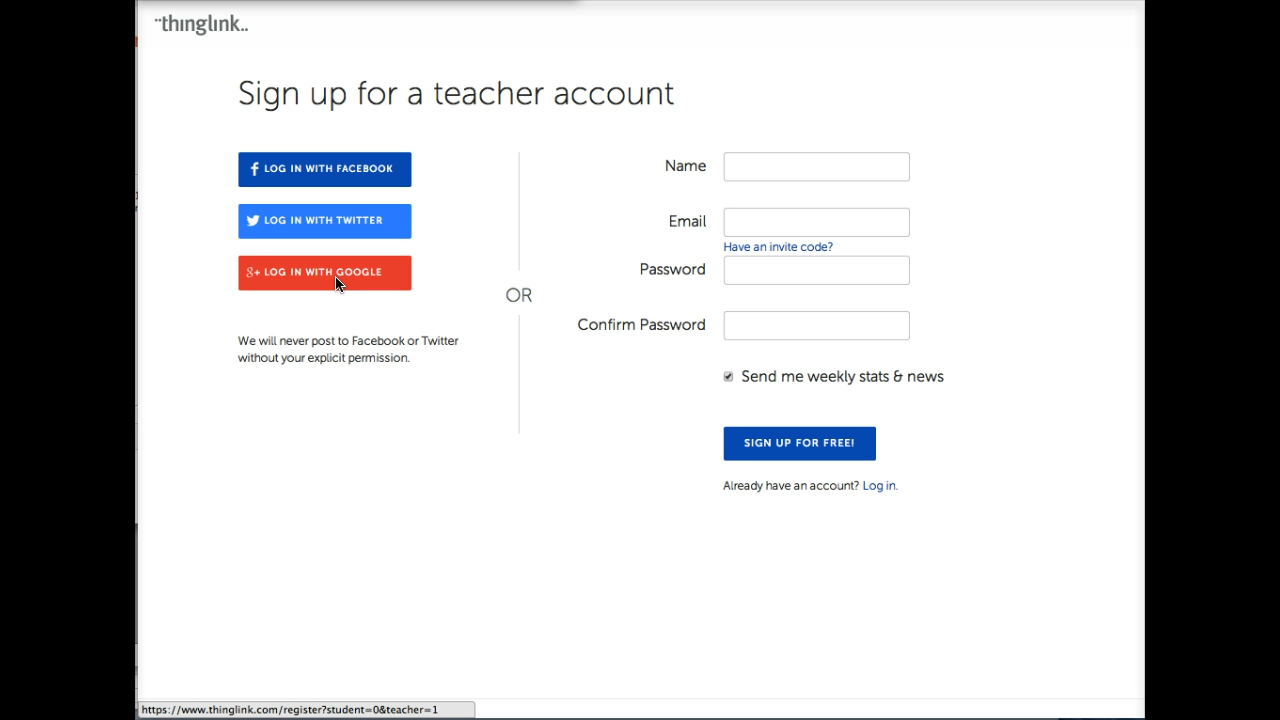 ¨thinglink..
Sign up for a teacher account
f LOG IN WITH FACEBOOK
LOG IN WITH TWITTER
g+ LOG IN WITH GOOGLE
We will never post to Facebook or Twitter
without your explicit permission.
OR
Name
Email
Have an invite code?
Password
Confirm Password
Send me weekly stats & news
SIGN UP FOR FREE!
Already have an account? Log in.
https://www.thinglink.com/register?student=0&teacher=1